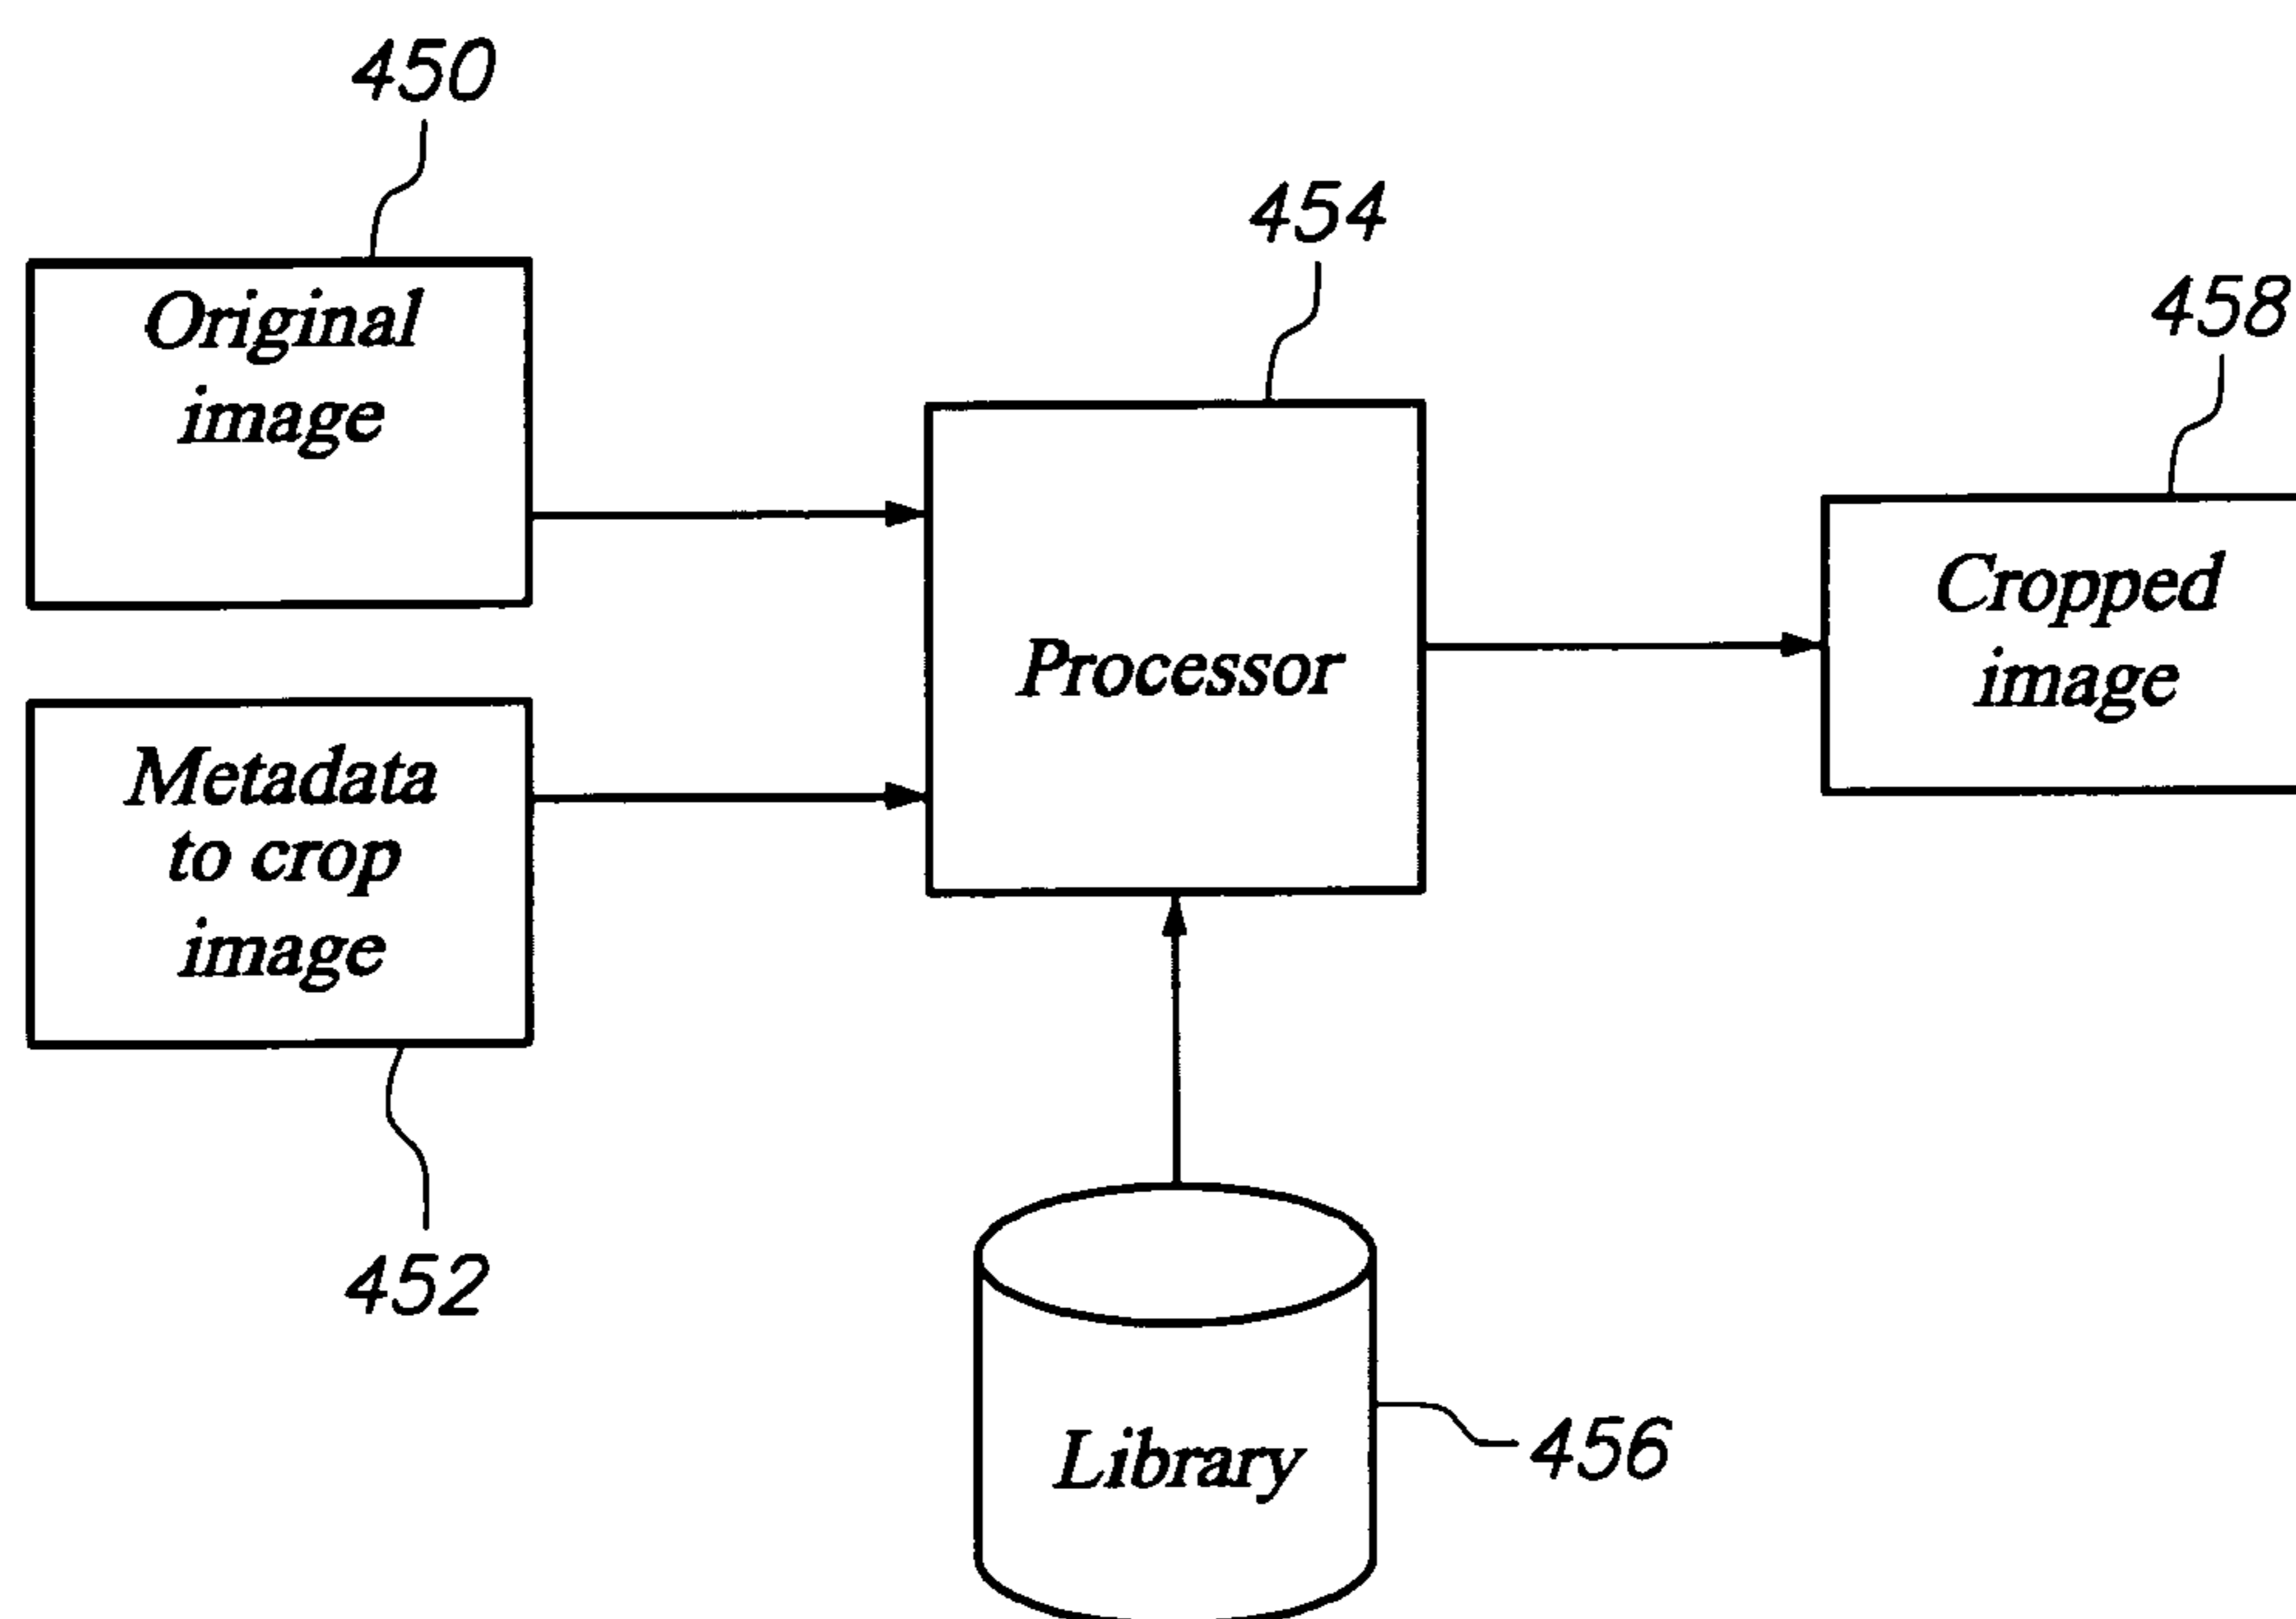 450
Original
image
454
Processor
458
Cropped
image
Metadata
to crop
image
452
Library
456